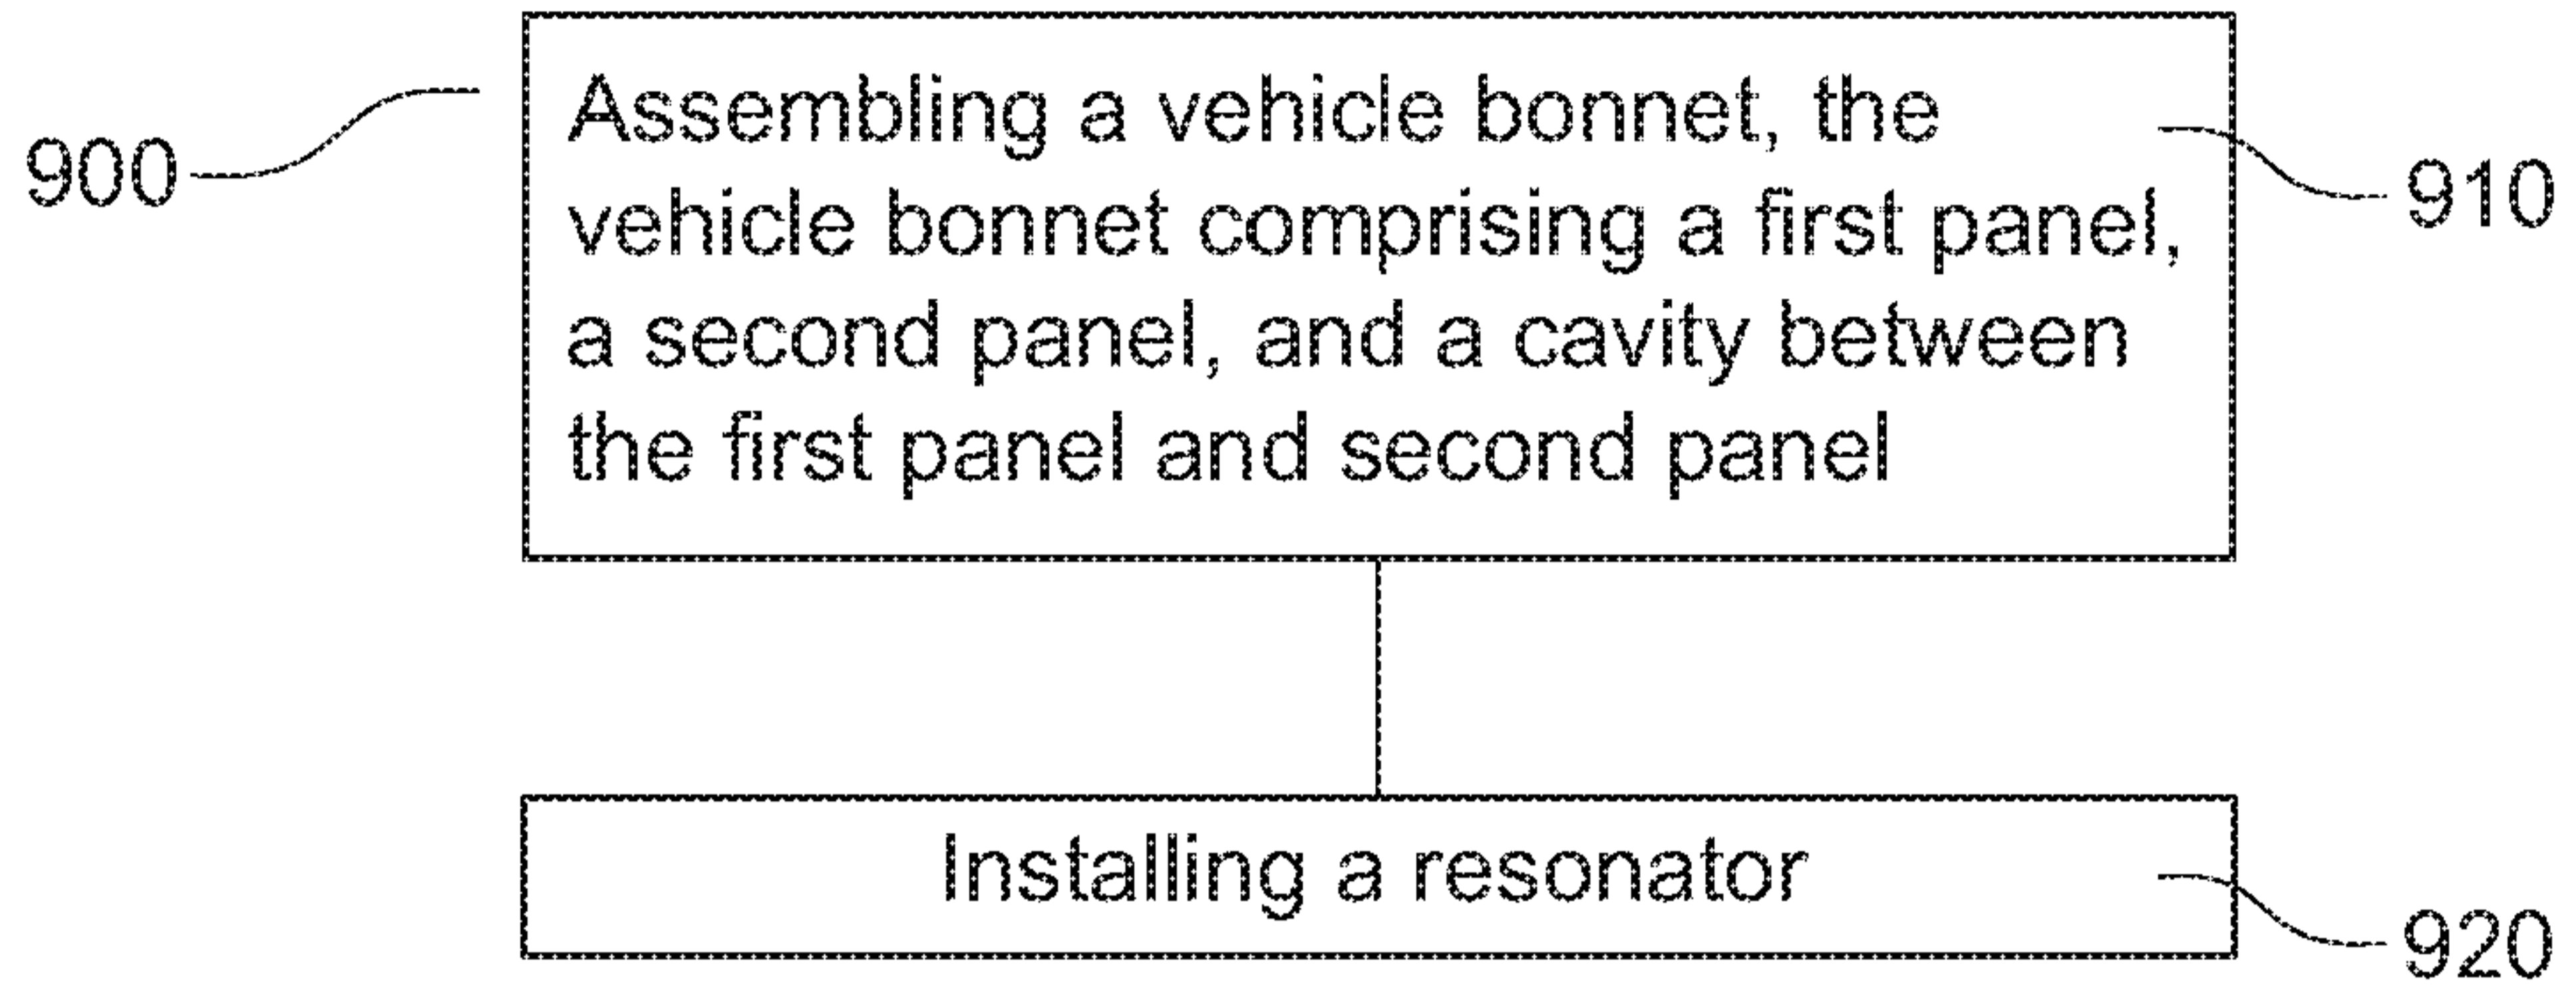 900
Assembling a vehicle bonnet, the
vehicle bonnet comprising a first panel,
a second panel, and a cavity between
the first panel and second panel
910
Installing a resonator
920